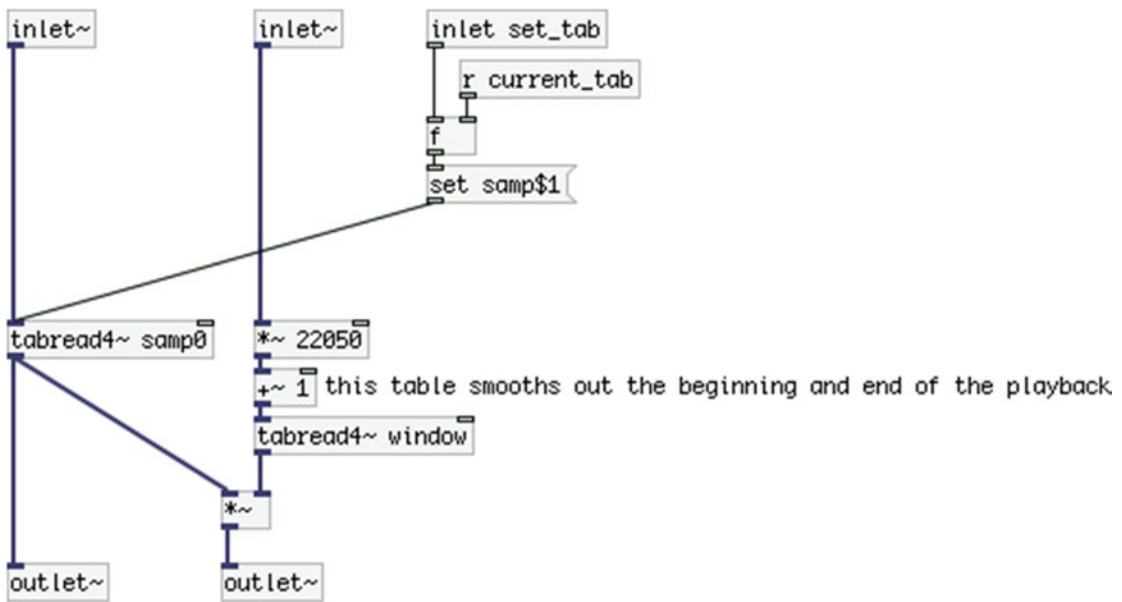 inlet~
inlet~
inlet set_tab
r current_tab
f
set samp$1
tabread4~ samp0
*~ 22050
+~ 1
this table smooths out the beginning and end of the playback
tabread4~ window
*~
outlet~
outlet~